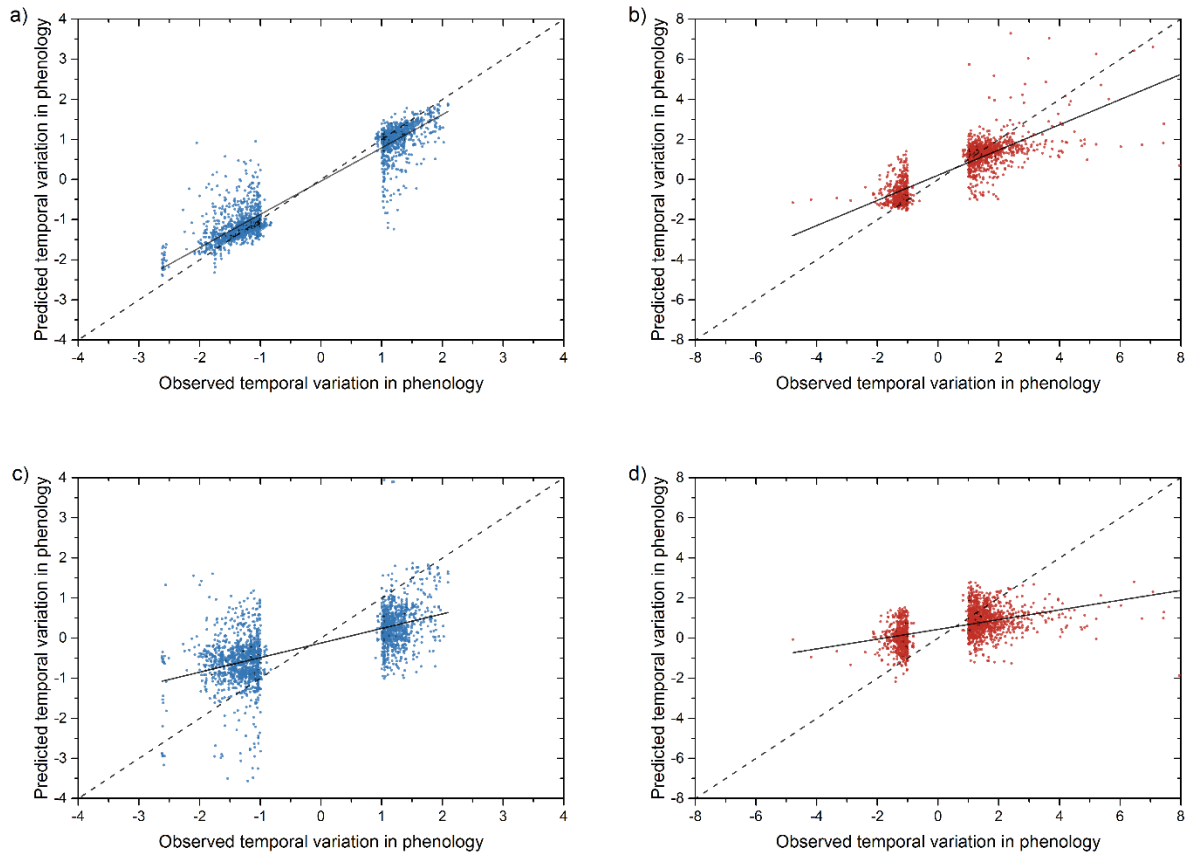 a)
Predicted temporal variation in phenology
4
3
2
1
0
-1
-2
-3
-4
-4 -3 -2 -1 0 1 2 3 4
Observed temporal variation in phenology
b)
Predicted temporal variation in phenology
8
6
4
2
0
-2
-4
-6
-8
-8 -6 -4 -2 0 2 4 6 8
Observed temporal variation in phenology
c)
Predicted temporal variation in phenology
4
3
2
1
0
-1
-2
-3
-4
-4 -3 -2 -1 0 1 2 3 4
Observed temporal variation in phenology
d)
Predicted temporal variation in phenology
8
6
4
2
0
-2
-4
-6
-8
-8 -6 -4 -2 0 2 4 6 8
Observed temporal variation in phenology